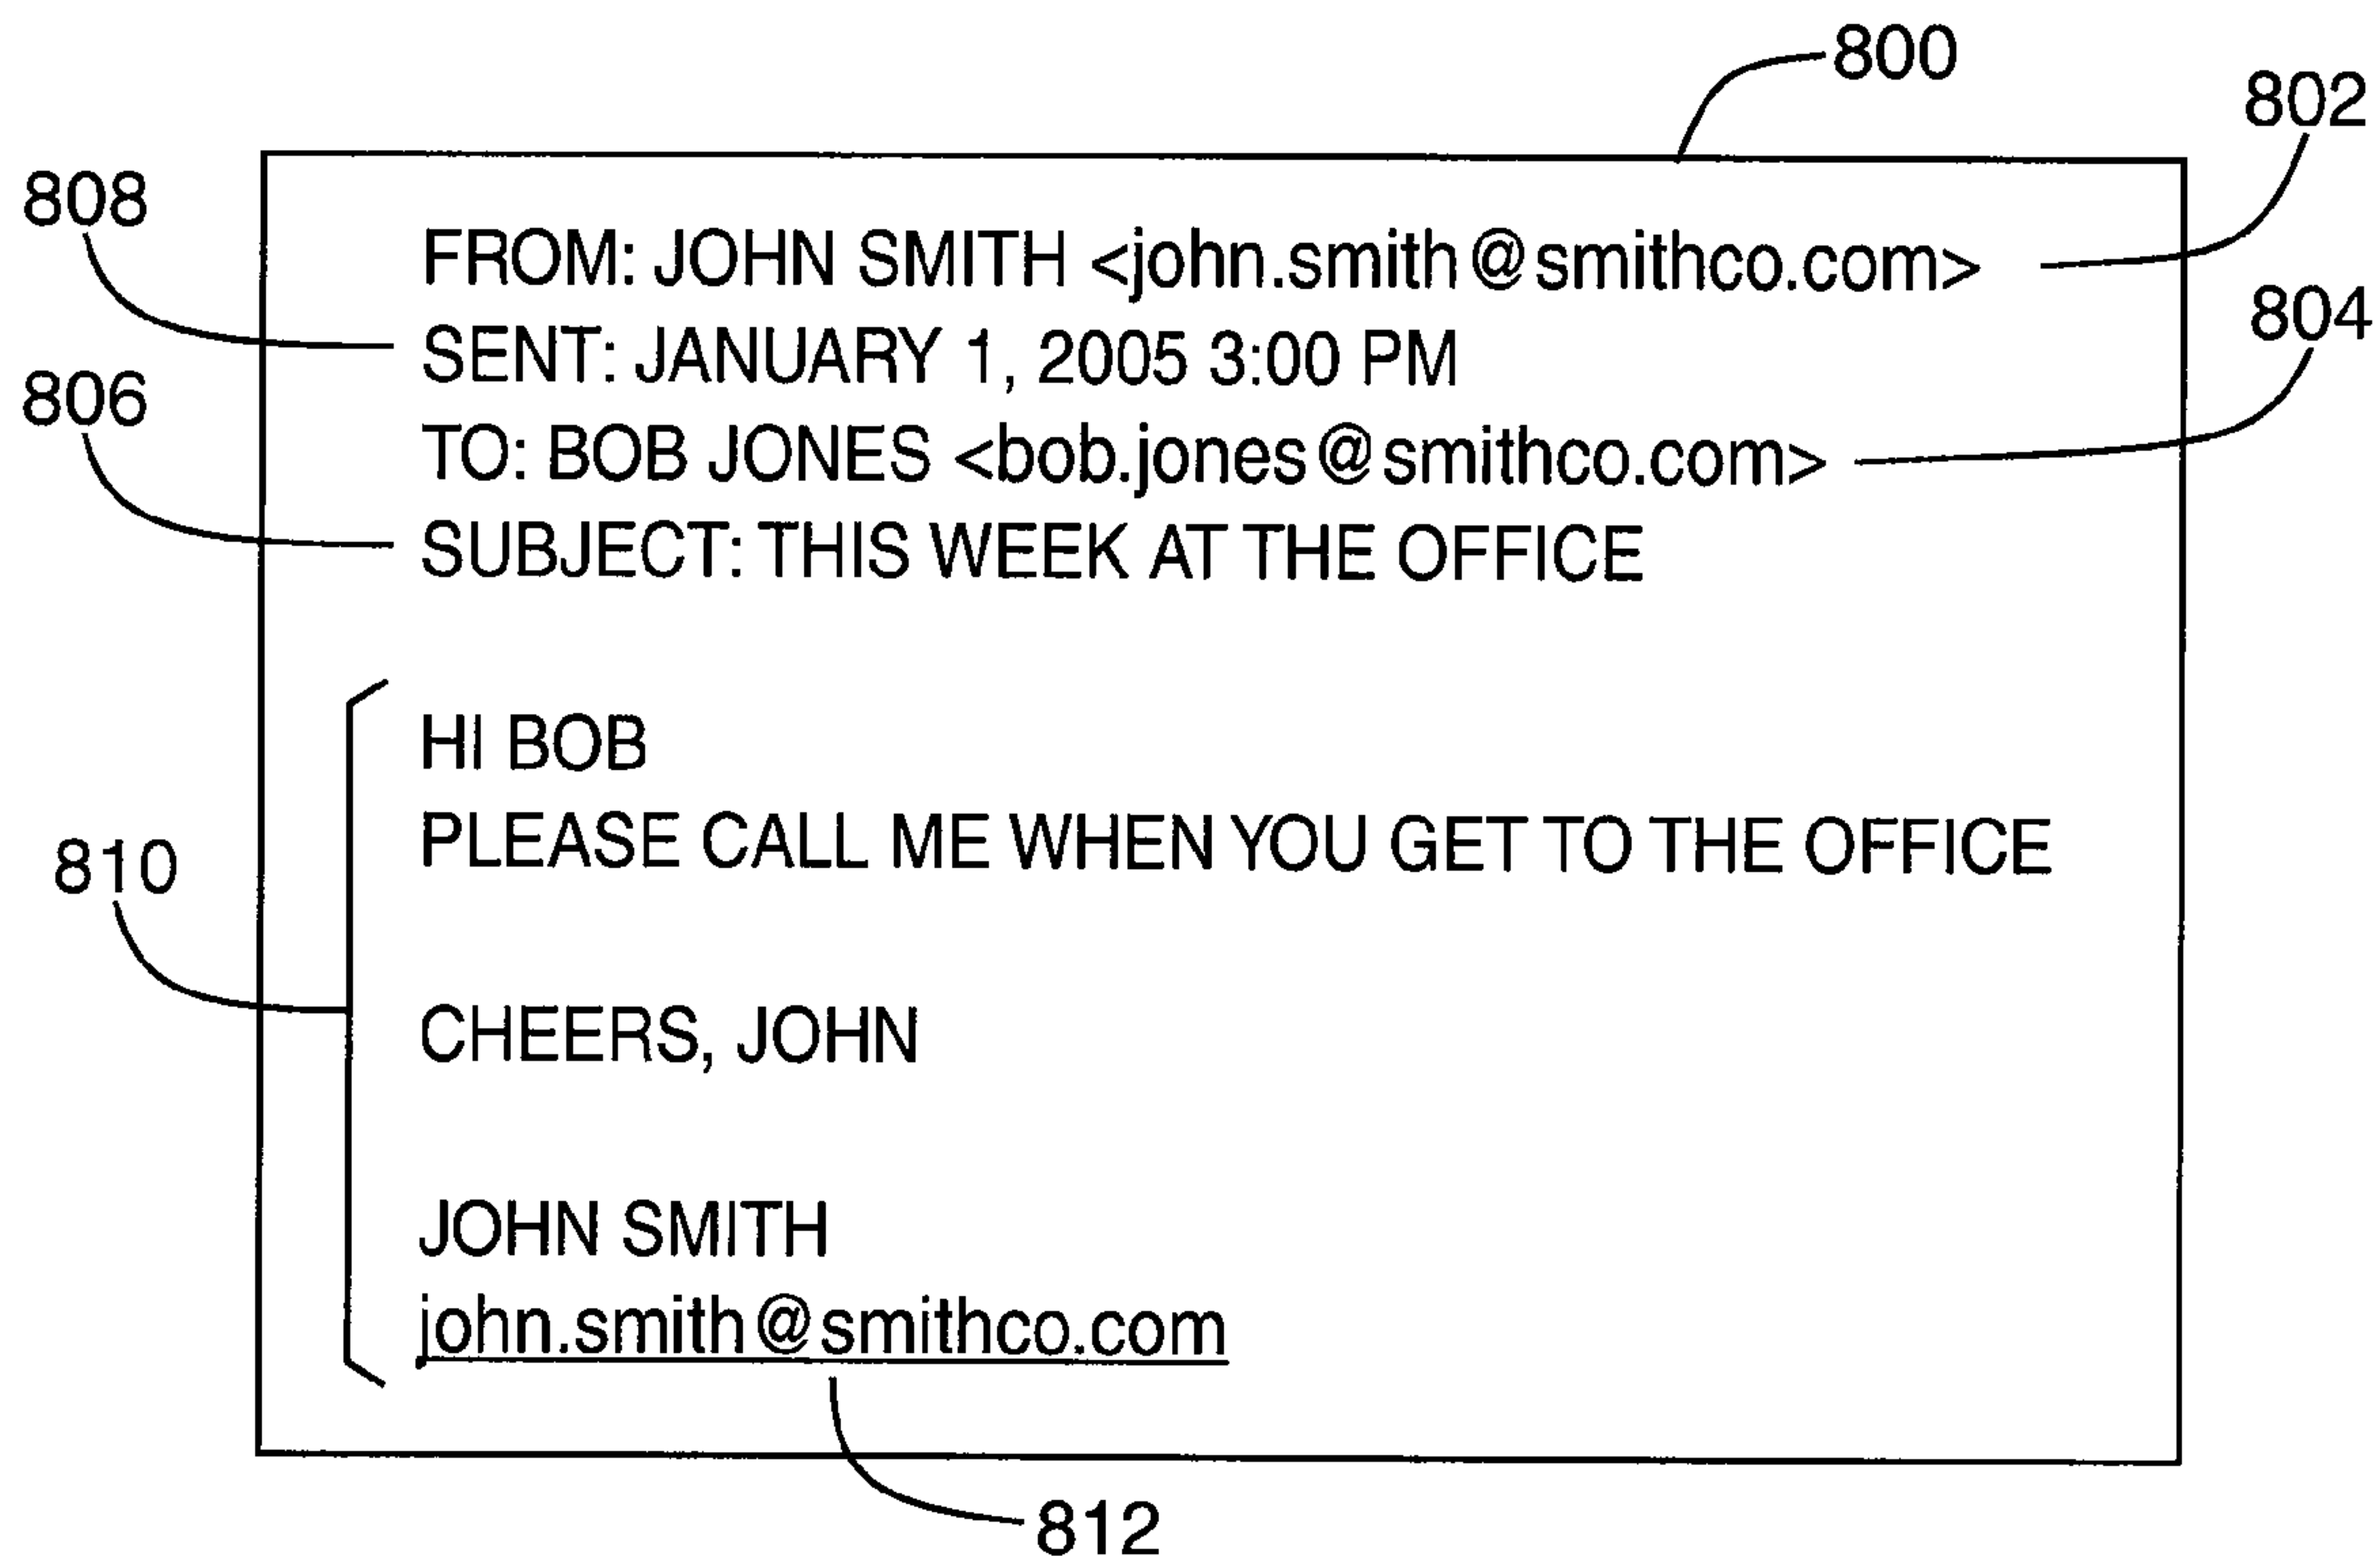 800
802
808
FROM: JOHN SMITH <john.smith@smithco.com>
804
SENT: JANUARY 1, 2005 3:00 PM
806
TO: BOB JONES <bob.jones@smithco.com>
SUBJECT: THIS WEEK AT THE OFFICE
HI BOB
PLEASE CALL ME WHEN YOU GET TO THE OFFICE
810
CHEERS, JOHN
JOHN SMITH
john.smith@smithco.com
812